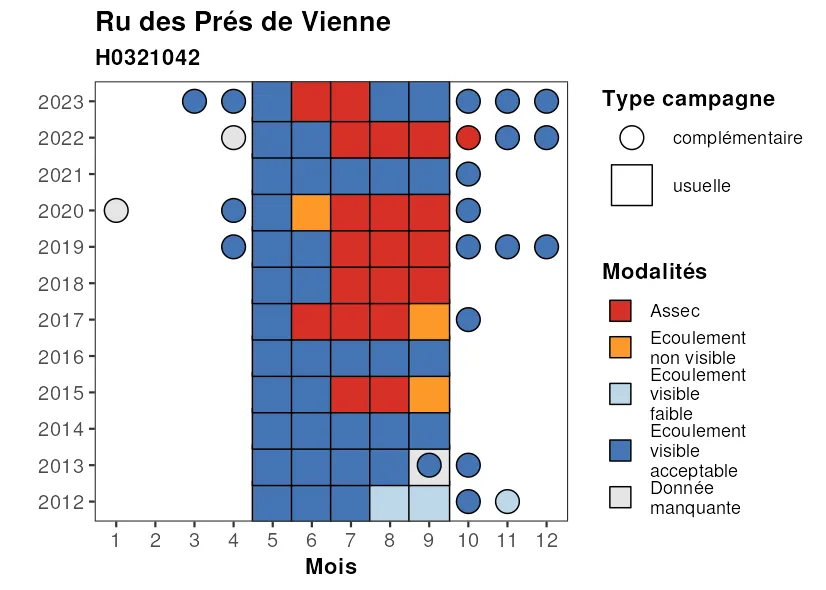 Ru des Prés de Vienne
H0321042
2023
2022
2021
2020
2019
2018
2017
2016
2015
2014
2013
2012
1 2 3 4 5 6 7 8 9 10 11 12
Mois
Type campagne
complémentaire
usuelle
Modalités
Assec
Ecoulement
non visible
Ecoulement
visible
faible
Ecoulement
visible
acceptable
Donnée
manquante